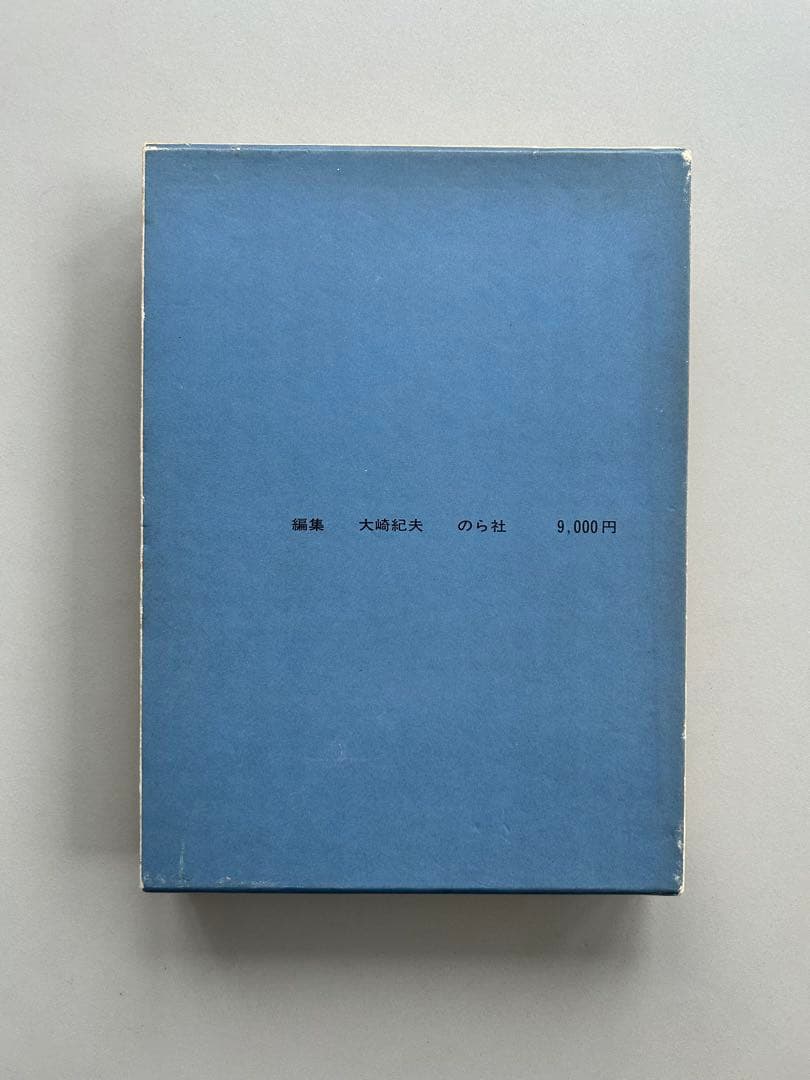 編集　大崎紀夫　のら社　9,000円